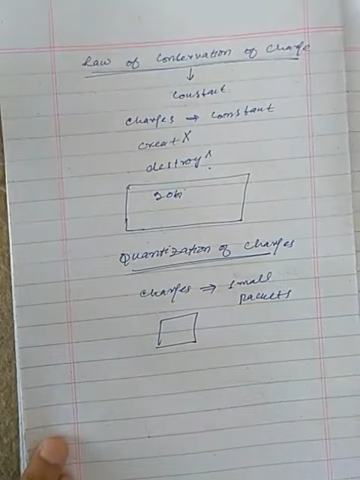 Law of Conservation of Charge
↓
constant
charges → constant
creat X
destroy X
Quantization of charges
charges ⇒ small
packets